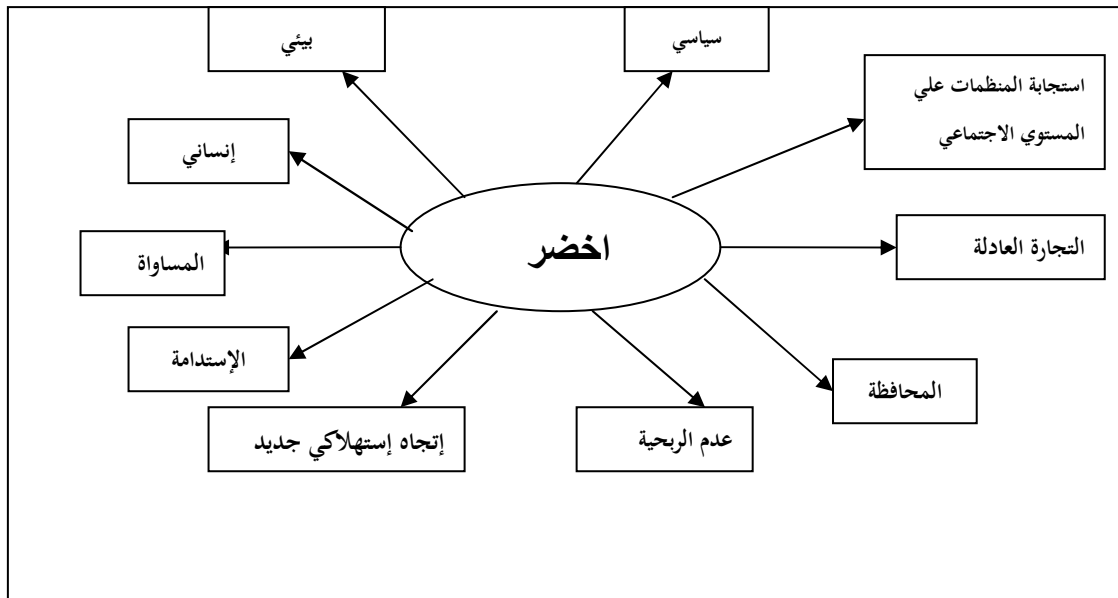 سياسي
بيئي
استجابة المنظمات علي
المستوي الاجتماعي
إنساني
اخضر
التجارة العادلة
المساواة
الإستدامة
المحافظة
عدم الربحية
إتجاه إستهلاكي جديد